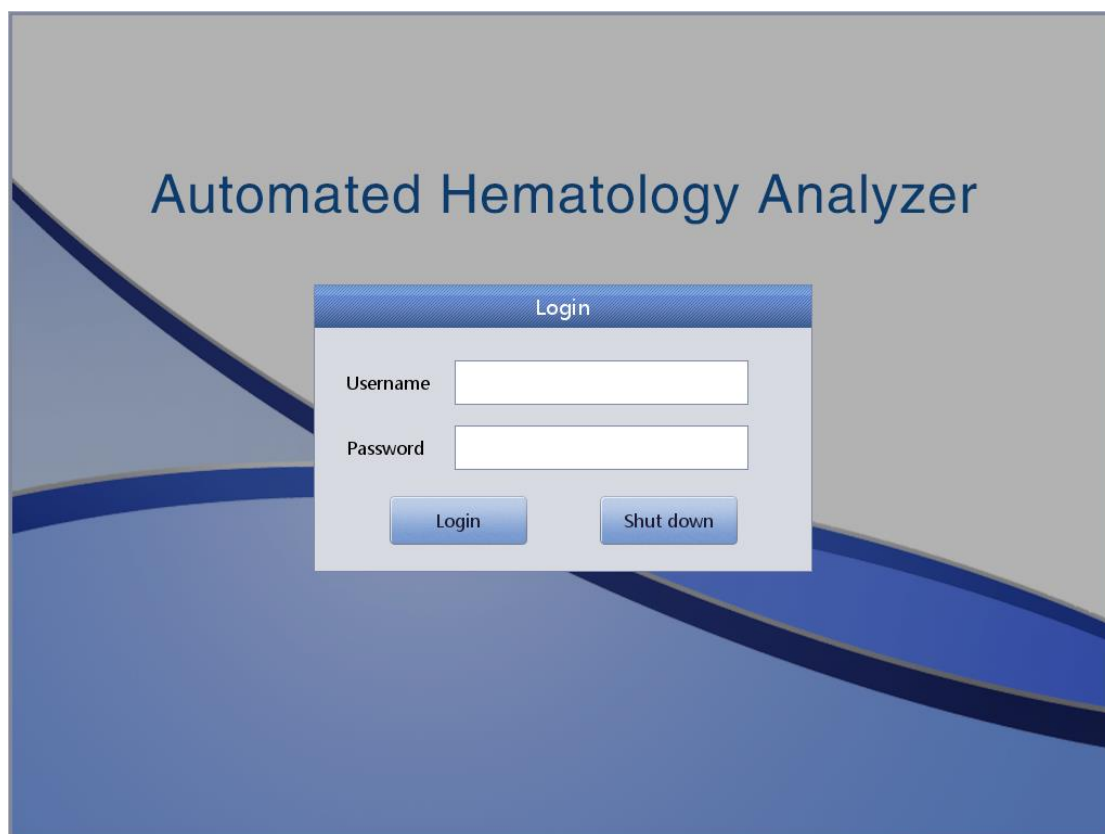 Automated Hematology Analyzer
Login
Username
Password
Login Shut down